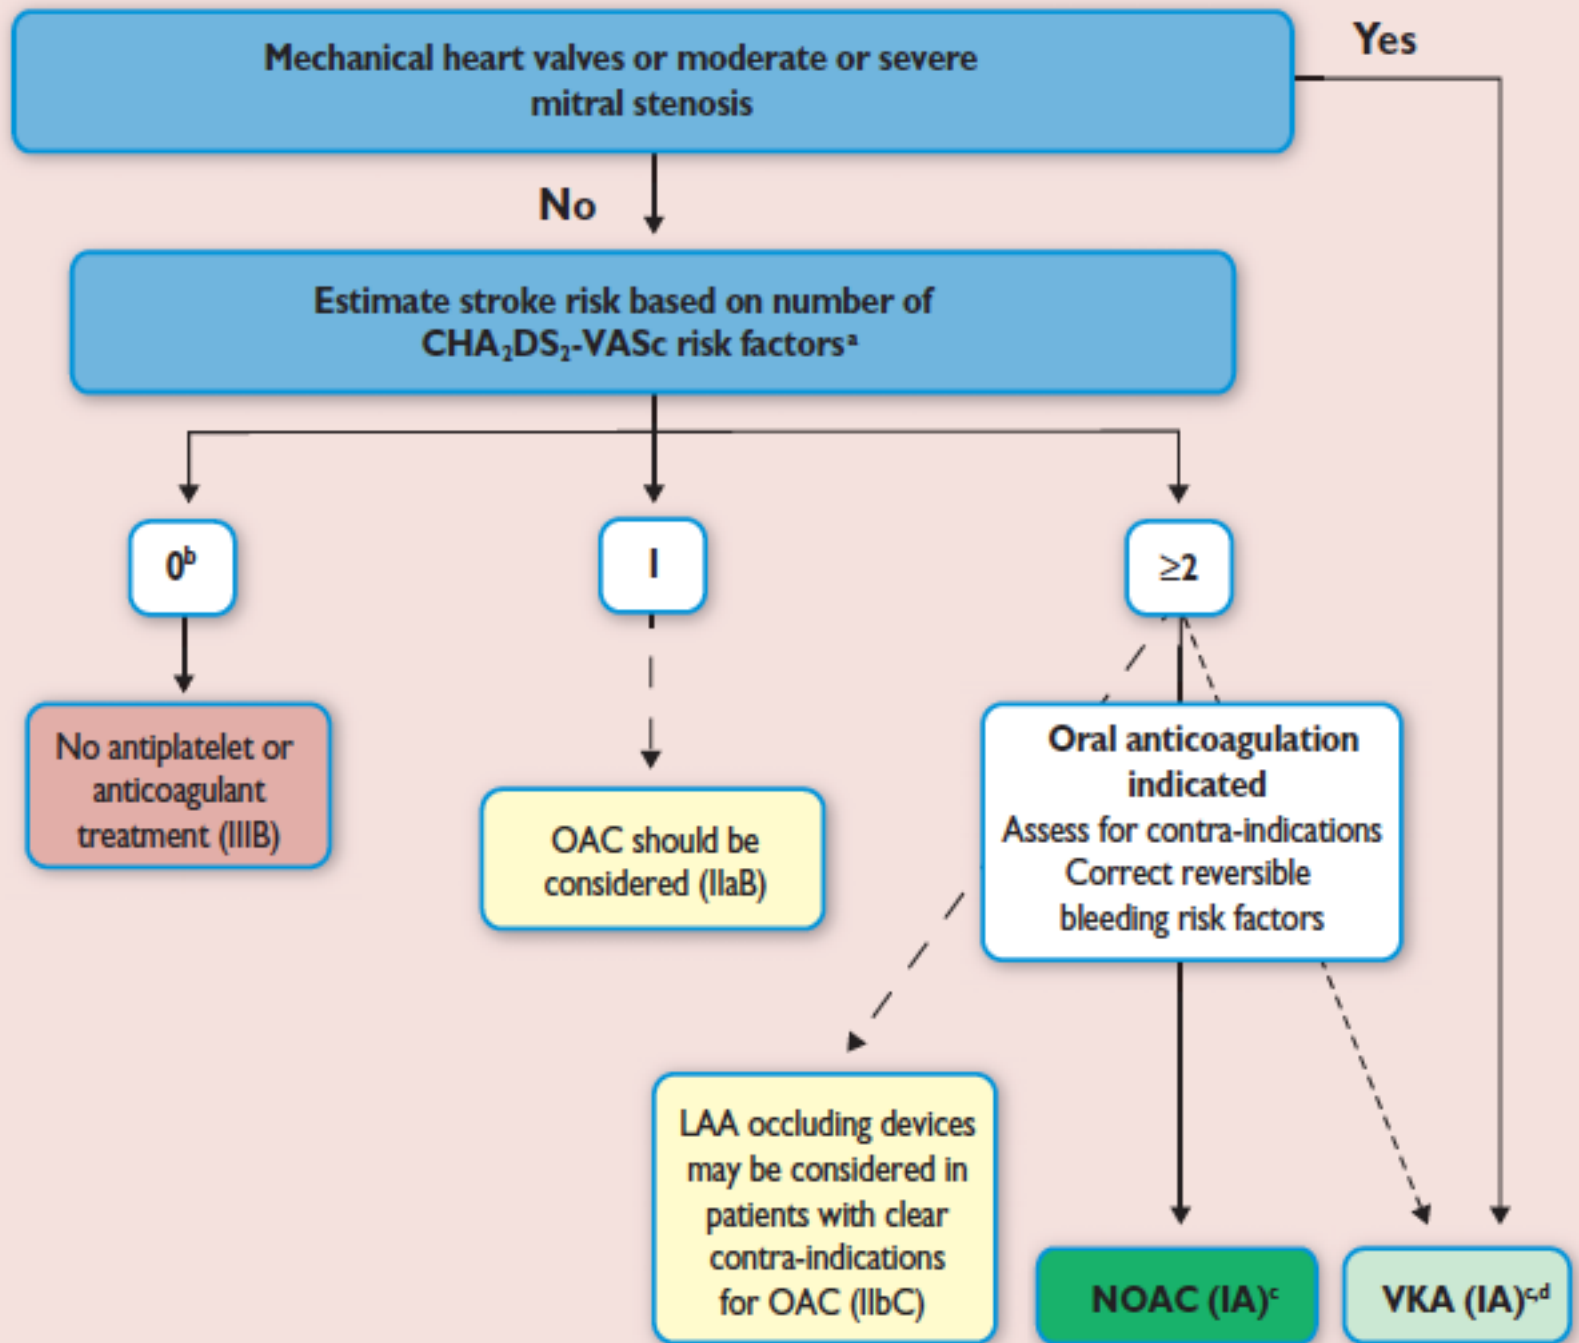 Mechanical heart valves or moderate or severe
mitral stenosis
Yes
No
Estimate stroke risk based on number of
CHA₂DS₂-VASc risk factorsᵃ
0ᵇ
1
≥2
No antiplatelet or
anticoagulant
treatment (IIIB)
OAC should be
considered (IIaB)
Oral anticoagulation
indicated
Assess for contra-indications
Correct reversible
bleeding risk factors
LAA occluding devices
may be considered in
patients with clear
contra-indications
for OAC (IIbC)
NOAC (IA)ᶜ
VKA (IA)ᶜ,ᵈ